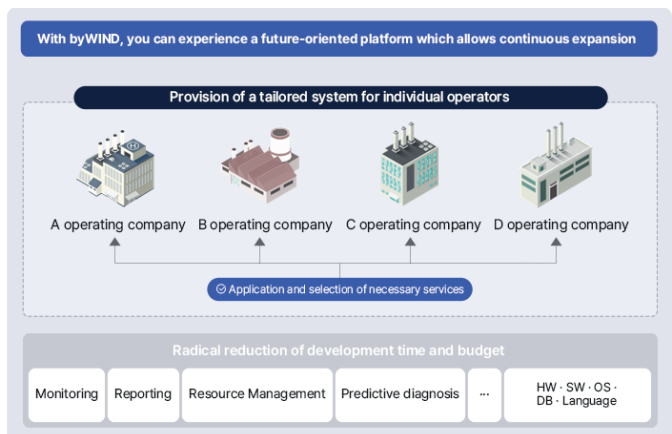 With byWIND, you can experience a future-oriented platform which allows continuous expansion
Provision of a tailored system for individual operators
A operating company
B operating company
C operating company
D operating company
Application and selection of necessary services
Radical reduction of development time and budget
Monitoring
Reporting
Resource Management
Predictive diagnosis
...
HW · SW · OS ·
DB · Language